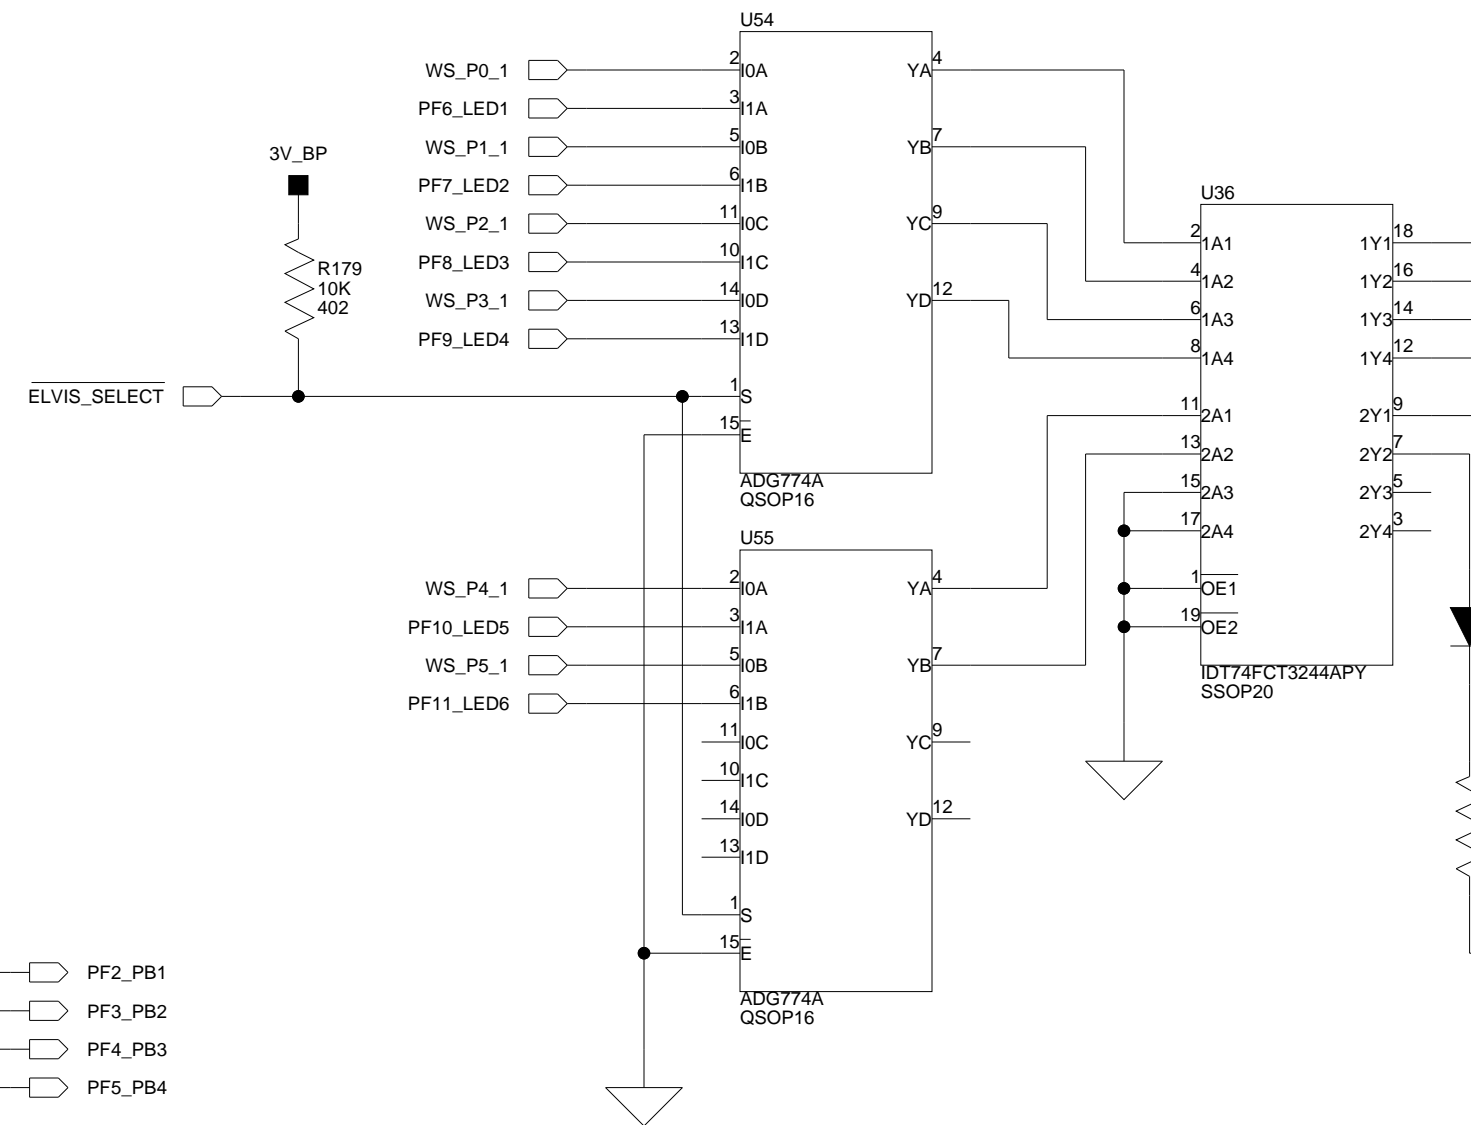 U54
WS_P0_1 2 I0A YA 4
PF6_LED1 3 I1A
WS_P1_1 5 I0B YB 7
3V_BP
PF7_LED2 6 I1B
U36
WS_P2_1 11 I0C YC 9
2 1A1 1Y1 18
PF8_LED3 10 I1C
R179
10K
402
4 1A2 1Y2 16
WS_P3_1 14 I0D YD 12
6 1A3 1Y3 14
PF9_LED4 13 I1D
8 1A4 1Y4 12
ELVIS_SELECT 1 S
11 2A1 2Y1 9
15 E
13 2A2 2Y2 7
ADG774A
QSOP16
15 2A3 2Y3 5
17 2A4 2Y4 3
U55
1 OE1
WS_P4_1 2 I0A YA 4
PF10_LED5 3 I1A
19 OE2
WS_P5_1 5 I0B YB 7
IDT74FCT3244APY
SSOP20
PF11_LED6 6 I1B
11 I0C YC 9
10 I1C
14 I0D YD 12
13 I1D
1 S
15 E
ADG774A
QSOP16
PF2_PB1
PF3_PB2
PF4_PB3
PF5_PB4